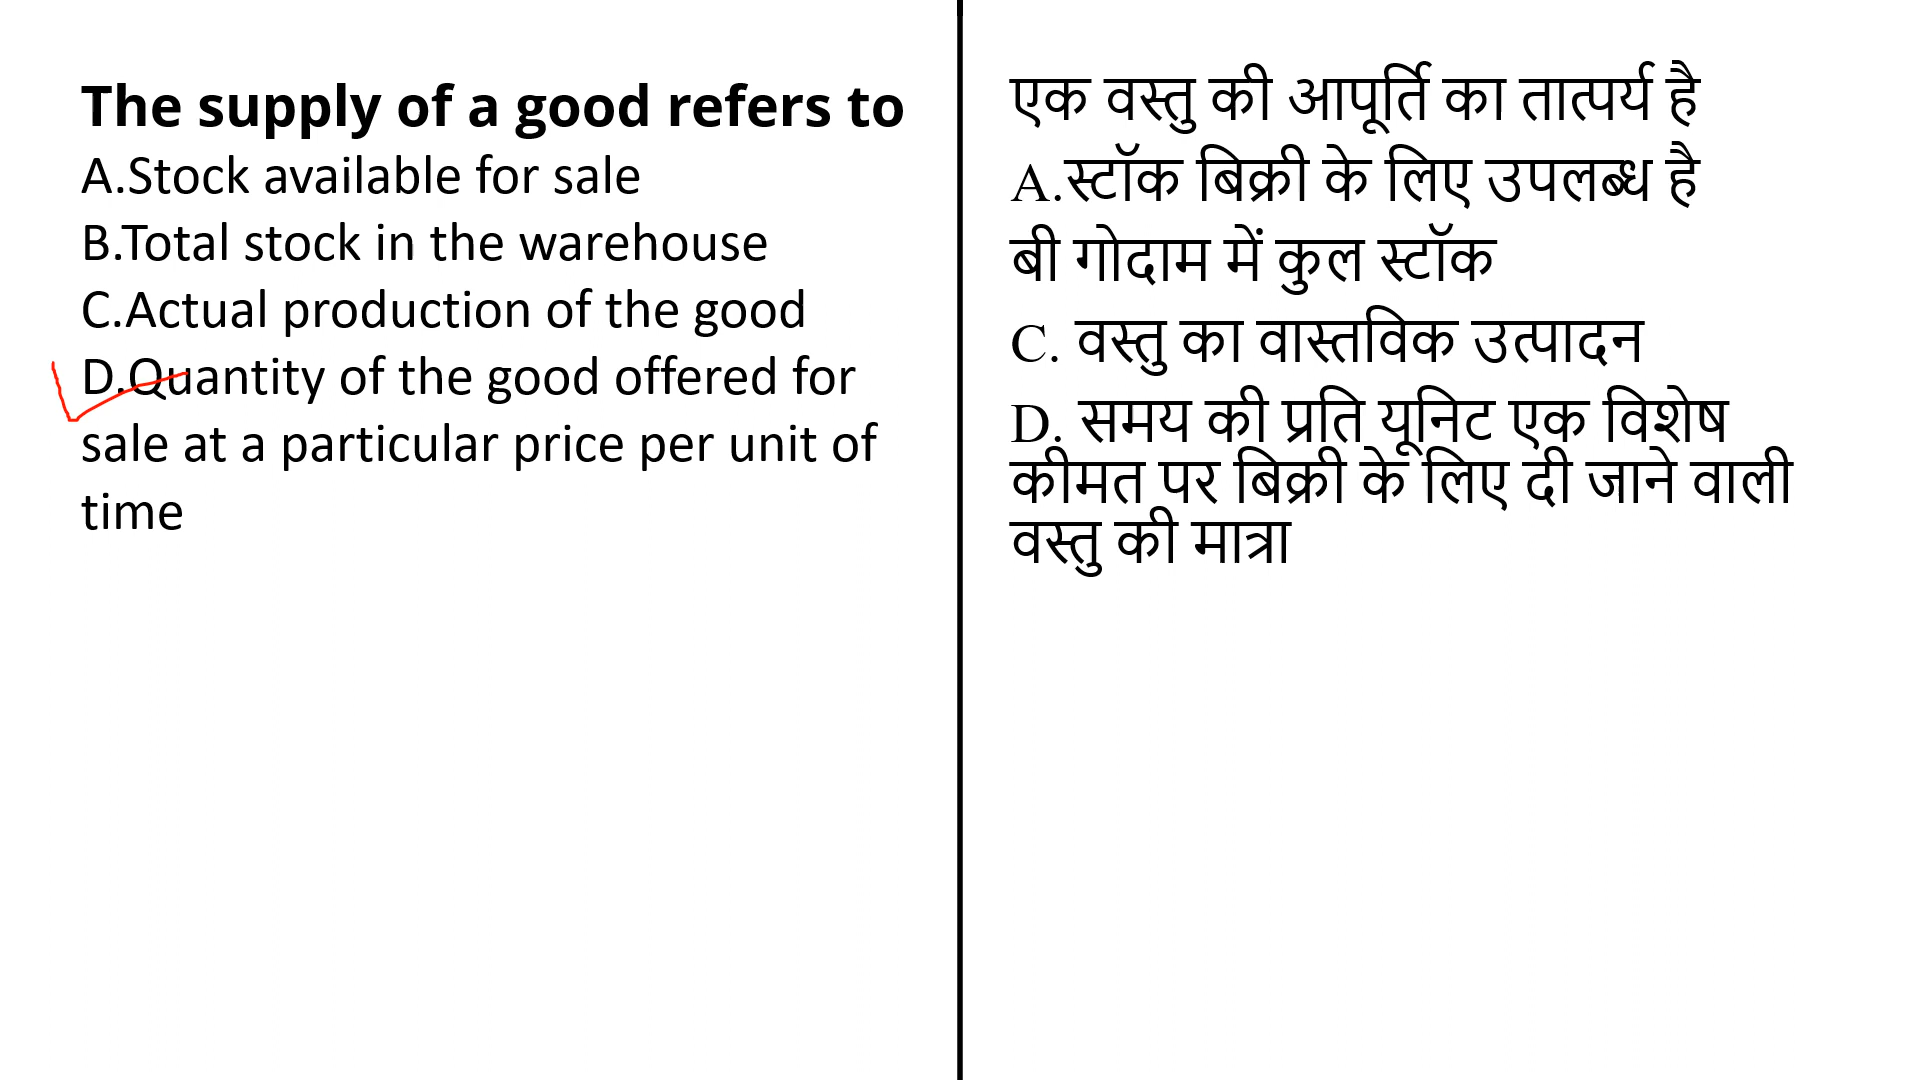 The supply of a good refers to
A.Stock available for sale
B.Total stock in the warehouse
C.Actual production of the good
D.Quantity of the good offered for
sale at a particular price per unit of
time
एक वस्तु की आपूर्ति का तात्पर्य है
A.स्टॉक बिक्री के लिए उपलब्ध है
बी गोदाम में कुल स्टॉक
C. वस्तु का वास्तविक उत्पादन
D. समय की प्रति यूनिट एक विशेष
कीमत पर बिक्री के लिए दी जाने वाली
वस्तु की मात्रा